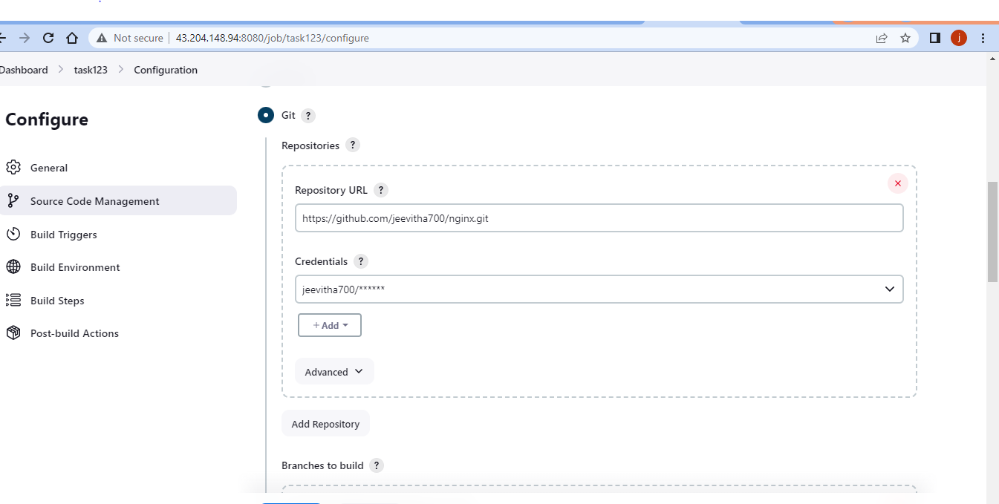 Not secure 43.204.148.94:8080/job/task123/configure j
Dashboard task123 Configuration
Configure
General
Source Code Management
Build Triggers
Build Environment
Build Steps
Post-build Actions
Git ?
Repositories ?
Repository URL ?
https://github.com/jeevitha700/nginx.git
Credentials ?
jeevitha700/******
+ Add
Advanced
Add Repository
Branches to build ?